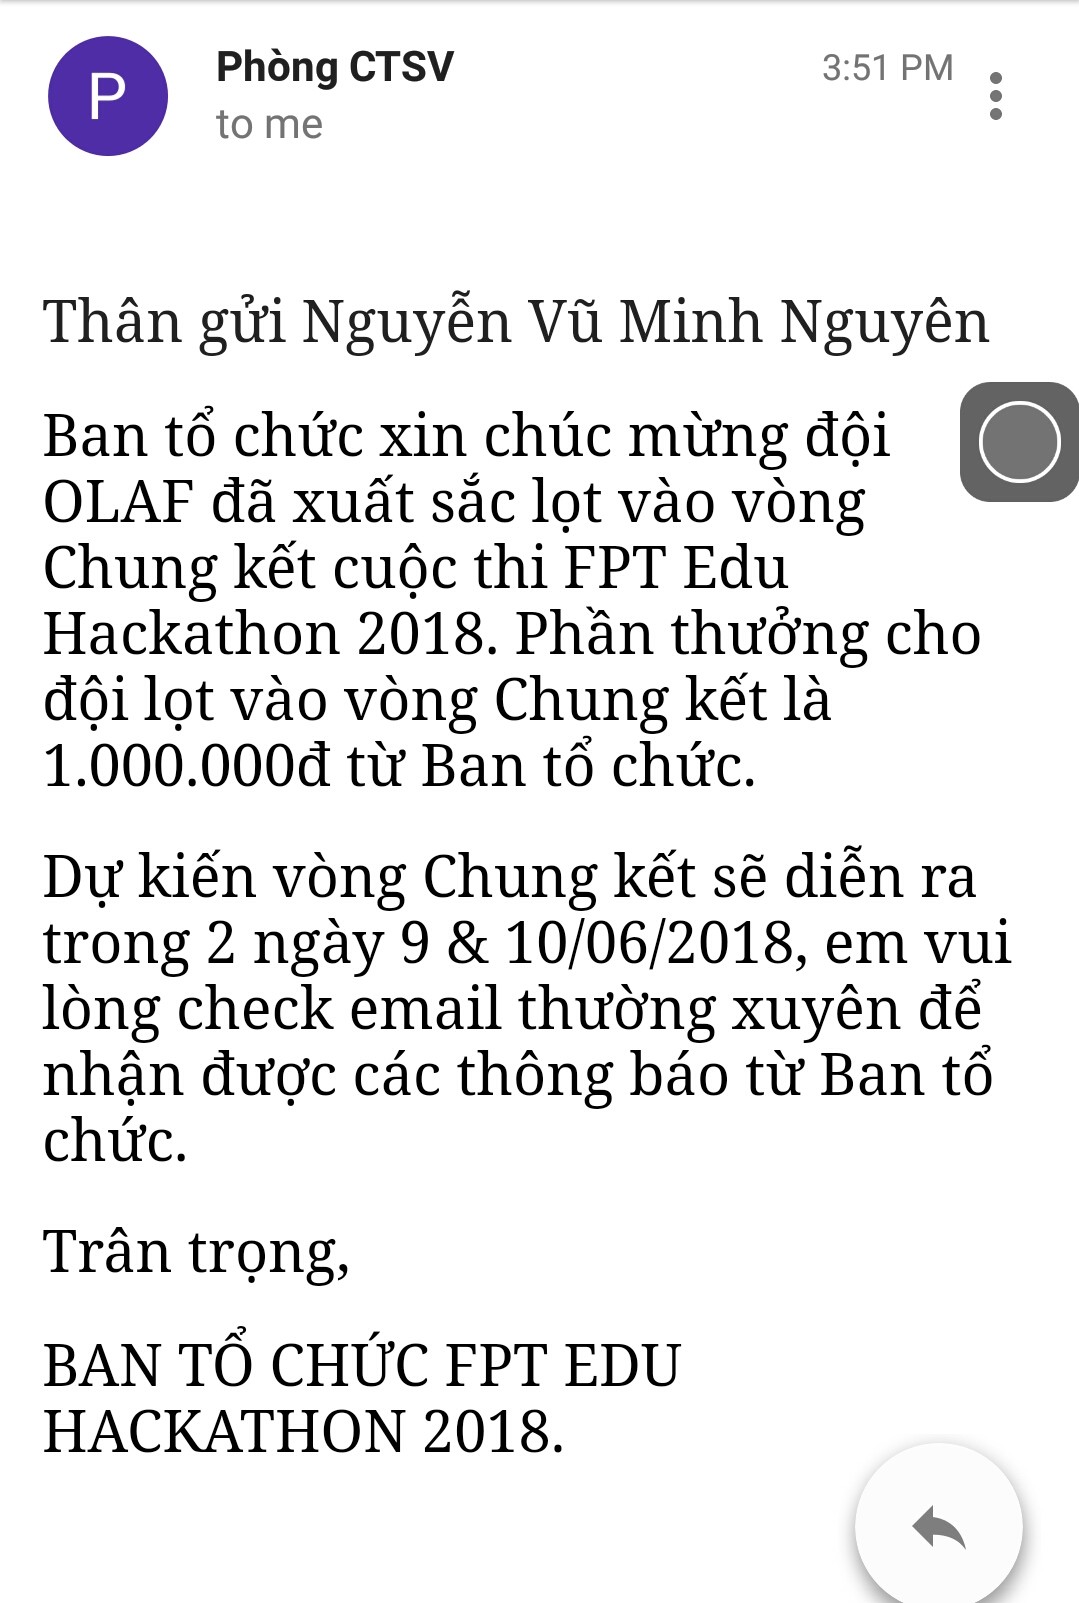 P
Phòng CTSV
3:51 PM
to me
Thân gửi Nguyễn Vũ Minh Nguyên
Ban tổ chức xin chúc mừng đội
OLAF đã xuất sắc lọt vào vòng
Chung kết cuộc thi FPT Edu
Hackathon 2018. Phần thưởng cho
đội lọt vào vòng Chung kết là
1.000.000đ từ Ban tổ chức.
Dự kiến vòng Chung kết sẽ diễn ra
trong 2 ngày 9 & 10/06/2018, em vui
lòng check email thường xuyên để
nhận được các thông báo từ Ban tổ
chức.
Trân trọng,
BAN TỔ CHỨC FPT EDU
HACKATHON 2018.